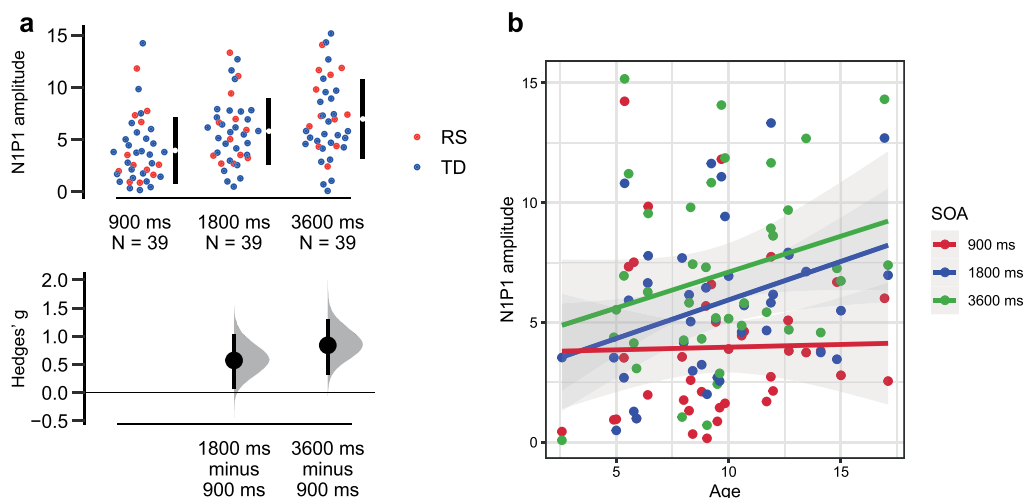 a
N1P1 amplitude
15
10
5
0
900 ms
N = 39
1800 ms
N = 39
3600 ms
N = 39
RS
TD
Hedges' g
2.0
1.5
1.0
0.5
0.0
−0.5
1800 ms
minus
900 ms
3600 ms
minus
900 ms
b
N1P1 amplitude
15
10
5
0
5
10
15
Age
SOA
900 ms
1800 ms
3600 ms